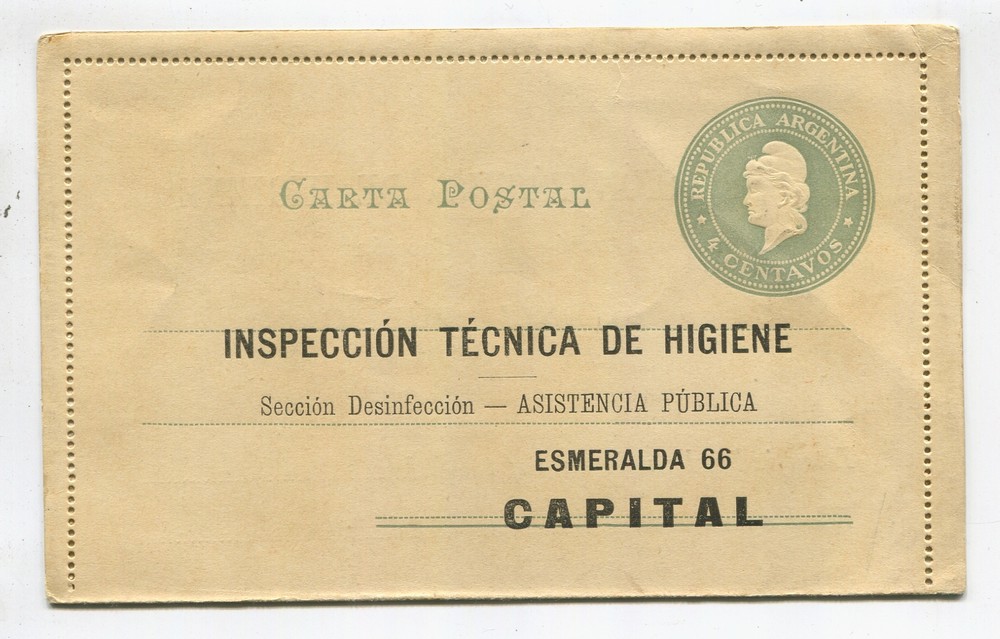 REPUBLICA ARGENTINA
CARTA POSTAL
4 CENTAVOS
INSPECCIÓN TÉCNICA DE HIGIENE
Sección Desinfección — ASISTENCIA PÚBLICA
ESMERALDA 66
CAPITAL